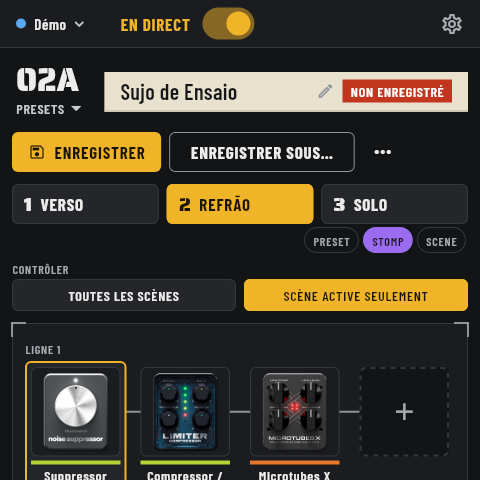 Démo
EN DIRECT
02A
PRESETS
Sujo de Ensaio
NON ENREGISTRÉ
ENREGISTRER
ENREGISTRER SOUS...
1 VERSO
2 REFRÃO
3 SOLO
PRESET
STOMP
SCENE
CONTRÔLER
TOUTES LES SCÈNES
SCÈNE ACTIVE SEULEMENT
LIGNE 1
noise suppressor
LIMITER
COMPRESSOR
MICROTUBES X
Suppressor
Compressor /
Microtubes X